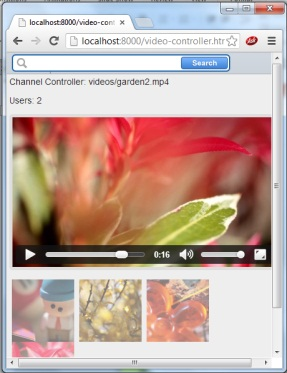 localhost:8000/video-con
localhost:8000/video-controller.htm
Search
Channel Controller: videos/garden2.mp4
Users: 2
0:16